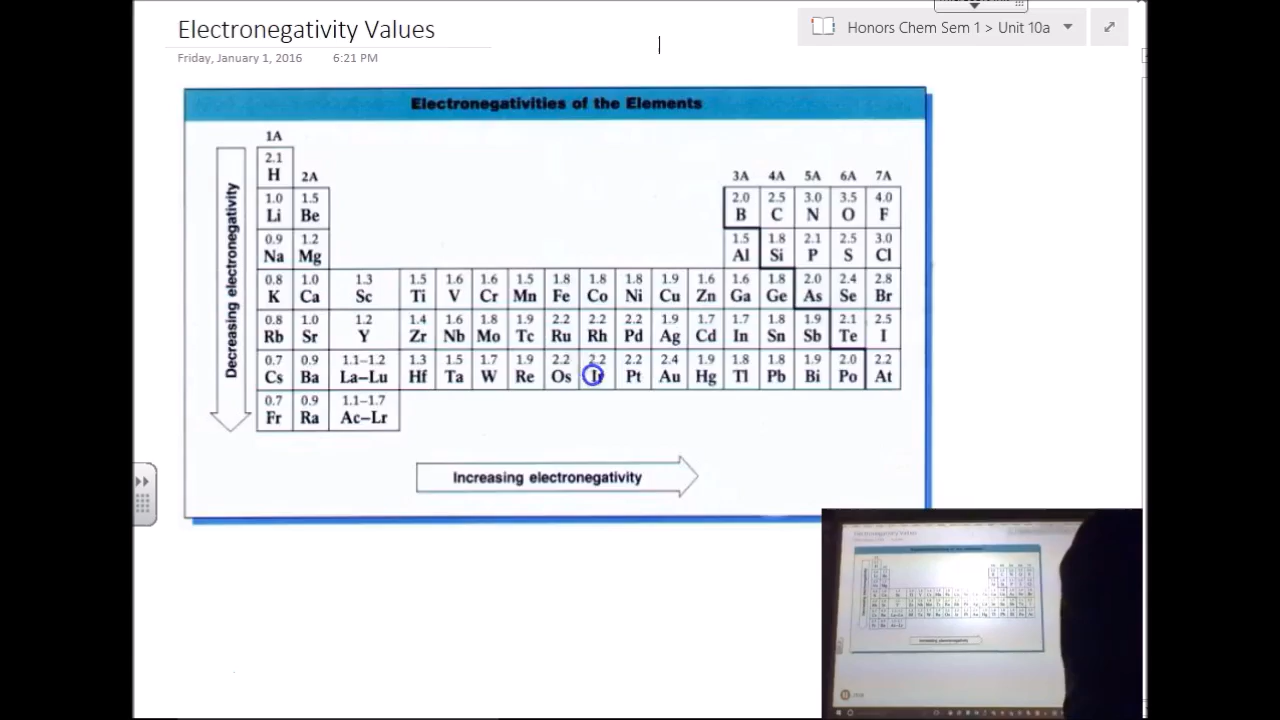 Electronegativity Values
Friday, January 1, 2016 6:21 PM
Honors Chem Sem 1 > Unit 10a
Electronegativities of the Elements
1A
2.1
H 2A 3A 4A 5A 6A 7A
1.0 1.5 2.0 2.5 3.0 3.5 4.0
Li Be B C N O F
0.9 1.2 1.5 1.8 2.1 2.5 3.0
Na Mg Al Si P S Cl
0.8 1.0 1.3 1.5 1.6 1.6 1.5 1.8 1.8 1.8 1.9 1.6 1.6 1.8 2.0 2.4 2.8
K Ca Sc Ti V Cr Mn Fe Co Ni Cu Zn Ga Ge As Se Br
0.8 1.0 1.2 1.4 1.6 1.8 1.9 2.2 2.2 2.2 1.9 1.7 1.7 1.8 1.9 2.1 2.5
Rb Sr Y Zr Nb Mo Tc Ru Rh Pd Ag Cd In Sn Sb Te I
0.7 0.9 1.1–1.2 1.3 1.5 1.7 1.9 2.2 2.2 2.2 2.4 1.9 1.8 1.8 1.9 2.0 2.2
Cs Ba La–Lu Hf Ta W Re Os Ir Pt Au Hg Tl Pb Bi Po At
0.7 0.9 1.1–1.7
Fr Ra Ac–Lr
Decreasing electronegativity
Increasing electronegativity